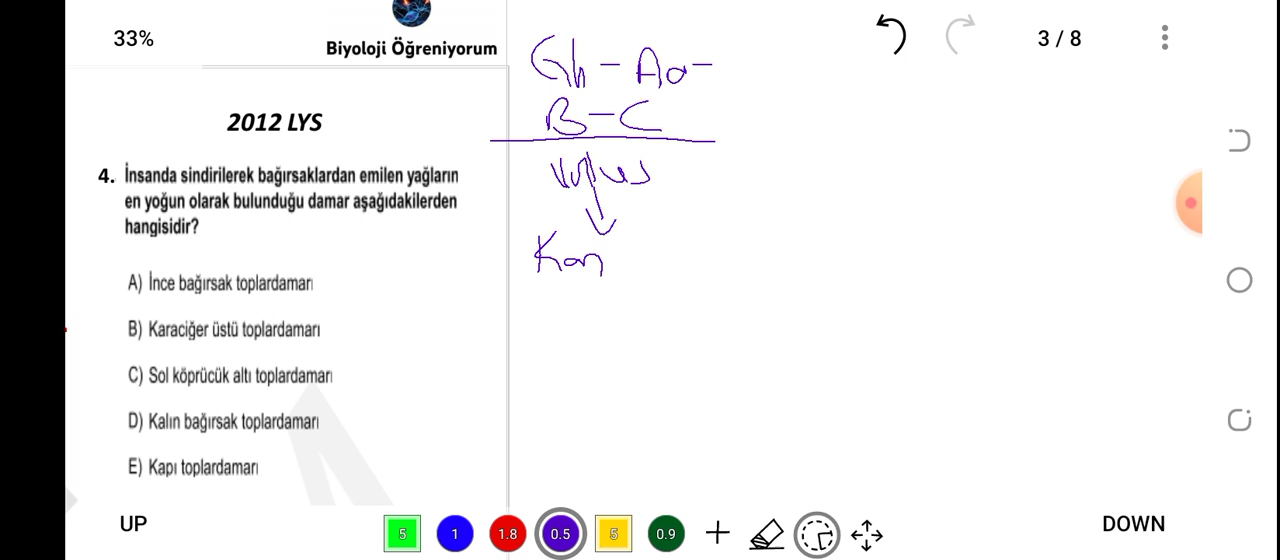 33%
Biyoloji Öğreniyorum
3 / 8
Gh - Aa -
B - C
Kan
2012 LYS
4. İnsanda sindirilerek bağırsaklardan emilen yağların
en yoğun olarak bulunduğu damar aşağıdakilerden
hangisidir?
A) İnce bağırsak toplardamarı
B) Karaciğer üstü toplardamarı
C) Sol köprücük altı toplardamarı
D) Kalın bağırsak toplardamarı
E) Kapı toplardamarı
UP
5
1
1.8
0.5
5
0.9
DOWN